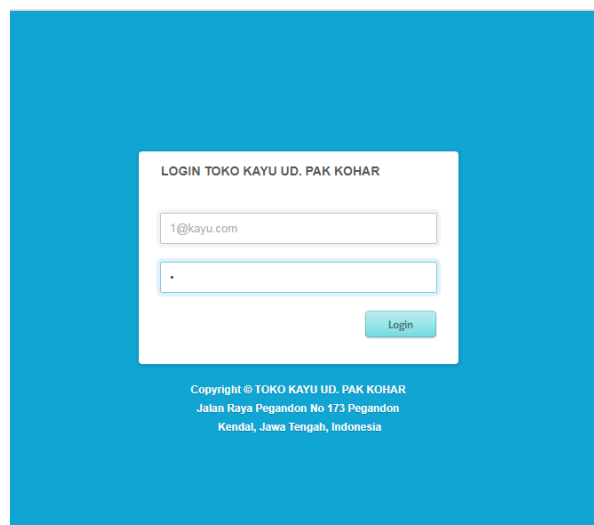 LOGIN TOKO KAYU UD. PAK KOHAR
1@kayu.com
•
Login
Copyright © TOKO KAYU UD. PAK KOHAR
Jalan Raya Pegandon No 173 Pegandon
Kendal, Jawa Tengah, Indonesia